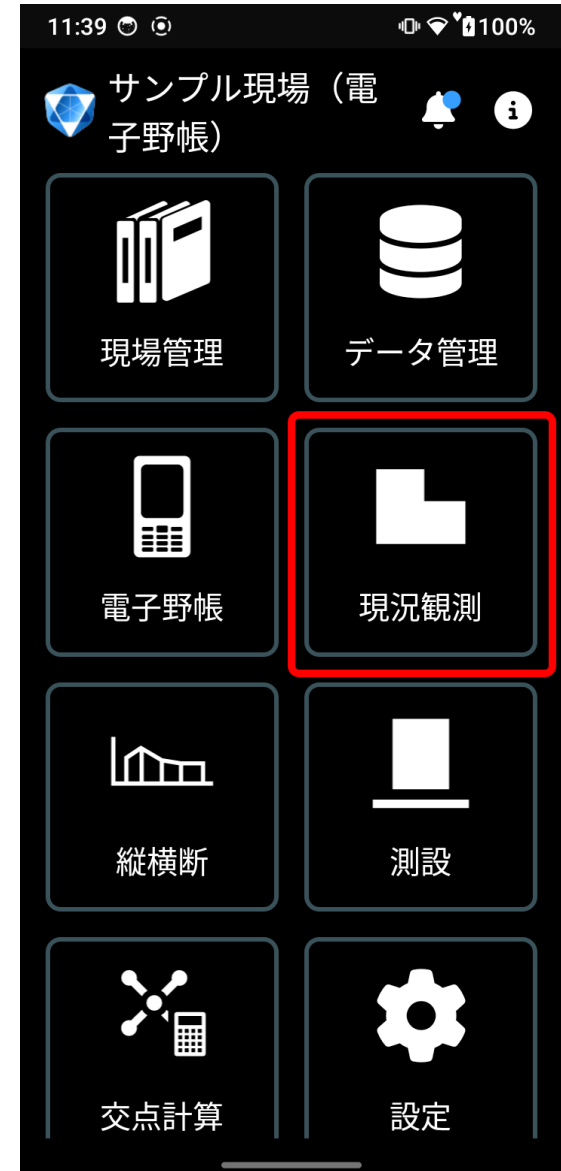 11:39
100%
サンプル現場（電
子野帳）
現場管理
データ管理
電子野帳
現況観測
縦横断
測設
交点計算
設定